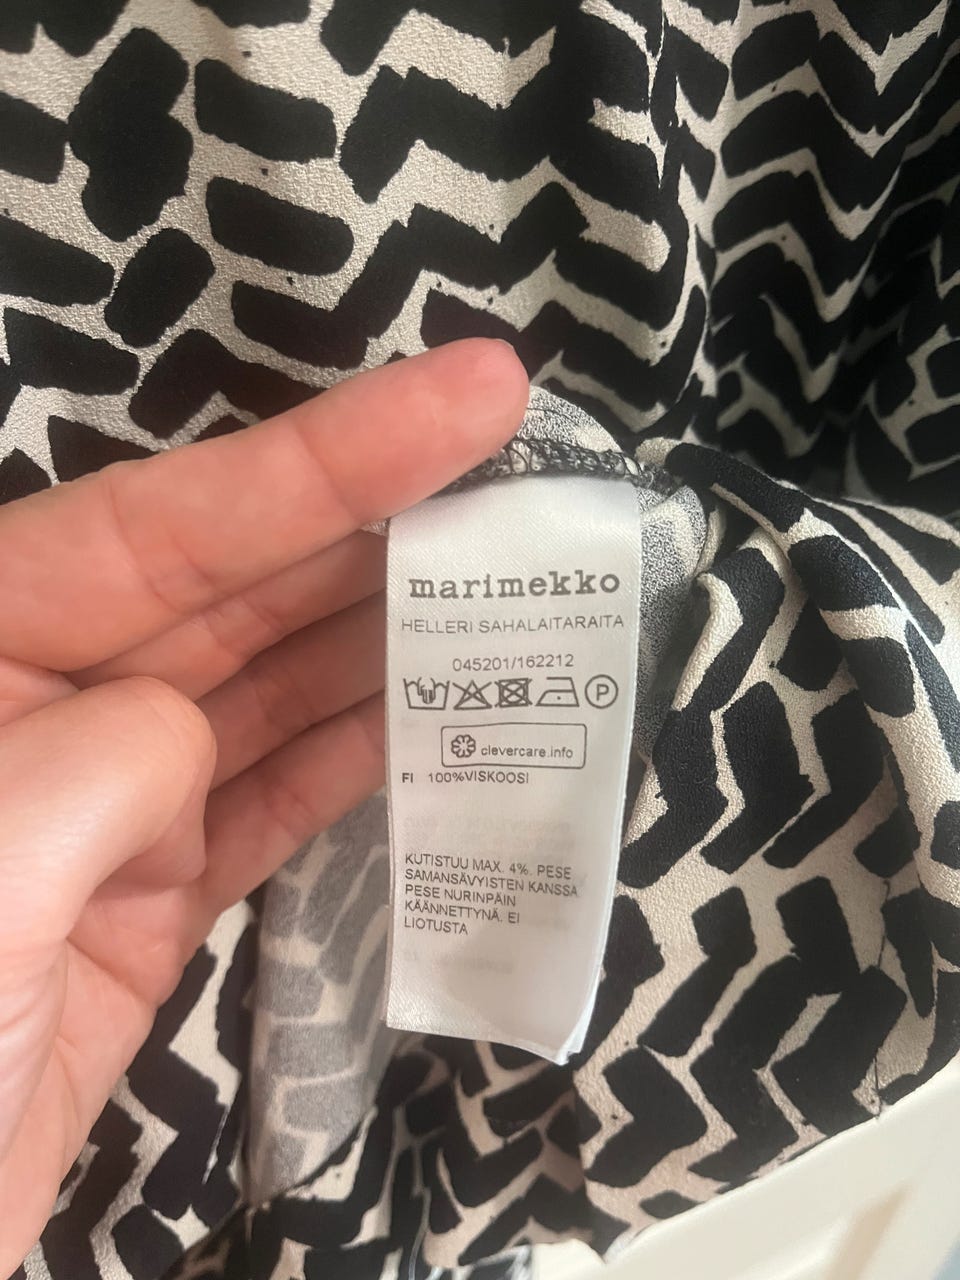 marimekko
HELLERI SAHALAITARAITA
045201/162212
P
clevercare.info
FI 100%VISKOOSI
KUTISTUU MAX. 4%. PESE
SAMANSÄVYISTEN KANSSA
PESE NURINPÄIN
KÄÄNNETTYNÄ. EI
LIOTUSTA